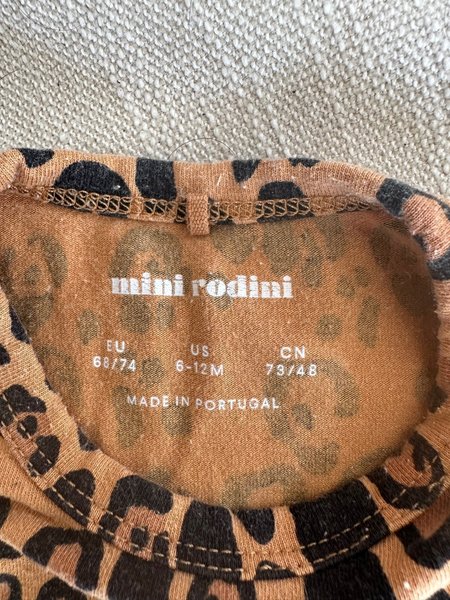 mini rodini
EU US CN
68/74 6-12M 73/48
MADE IN PORTUGAL